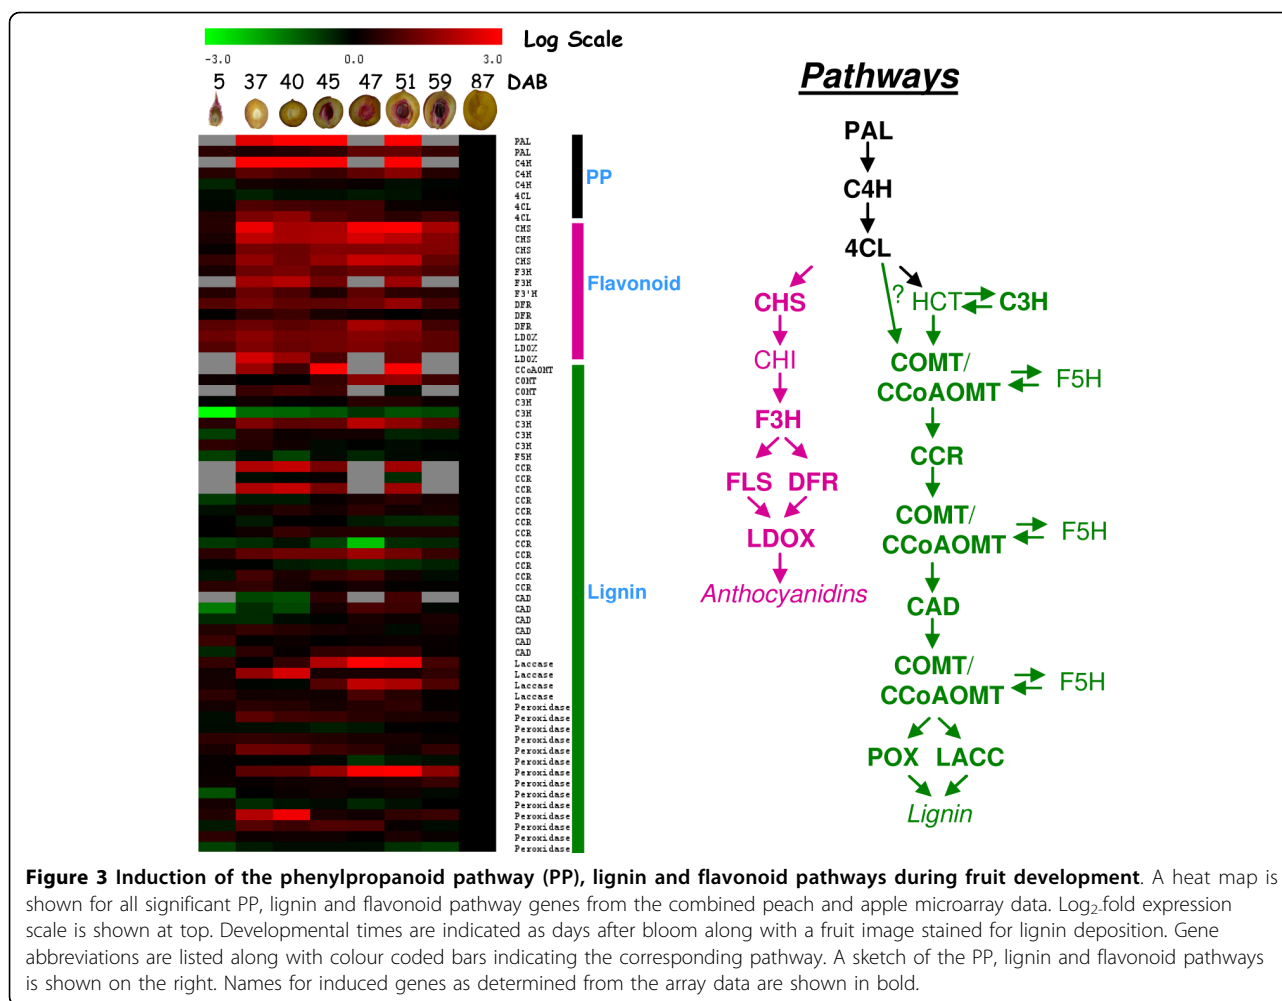 Log Scale
-3.0 0.0 3.0
5 37 40 45 47 51 59 87 DAB
PAL
PAL
C4H
C4H
C4H
4CL
4CL
4CL
CHS
CHS
CHS
CHS
F3H
F3H
F3'H
DFR
DFR
DFR
LDOX
LDOX
LDOX
CCoAOMT
COMT
COMT
C3H
C3H
C3H
C3H
C3H
F5H
CCR
CCR
CCR
CCR
CCR
CCR
CCR
CCR
CCR
CCR
CCR
CCR
CAD
CAD
CAD
CAD
CAD
CAD
Laccase
Laccase
Laccase
Laccase
Peroxidase
Peroxidase
Peroxidase
Peroxidase
Peroxidase
Peroxidase
Peroxidase
Peroxidase
Peroxidase
Peroxidase
Peroxidase
Peroxidase
Peroxidase
Peroxidase
PP
Flavonoid
Lignin
Pathways
PAL
C4H
4CL
CHS
CHI
F3H
FLS DFR
LDOX
Anthocyanidins
? HCT C3H
COMT/
CCoAOMT F5H
CCR
COMT/
CCoAOMT F5H
CAD
COMT/
CCoAOMT F5H
POX LACC
Lignin
Figure 3 Induction of the phenylpropanoid pathway (PP), lignin and flavonoid pathways during fruit development. A heat map is
shown for all significant PP, lignin and flavonoid pathway genes from the combined peach and apple microarray data. Log2-fold expression
scale is shown at top. Developmental times are indicated as days after bloom along with a fruit image stained for lignin deposition. Gene
abbreviations are listed along with colour coded bars indicating the corresponding pathway. A sketch of the PP, lignin and flavonoid pathways
is shown on the right. Names for induced genes as determined from the array data are shown in bold.